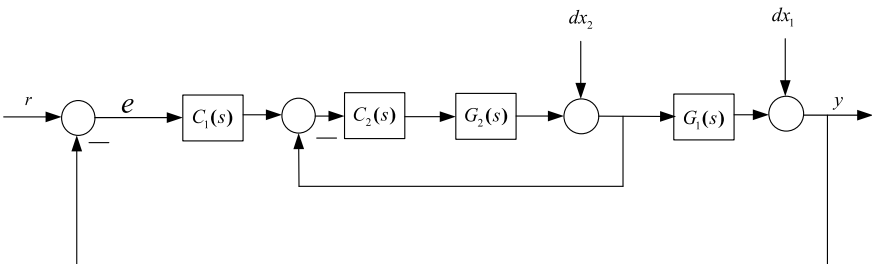 dx₂
dx₁
r
e
C₁(s)
C₂(s)
G₂(s)
G₁(s)
y
—
—